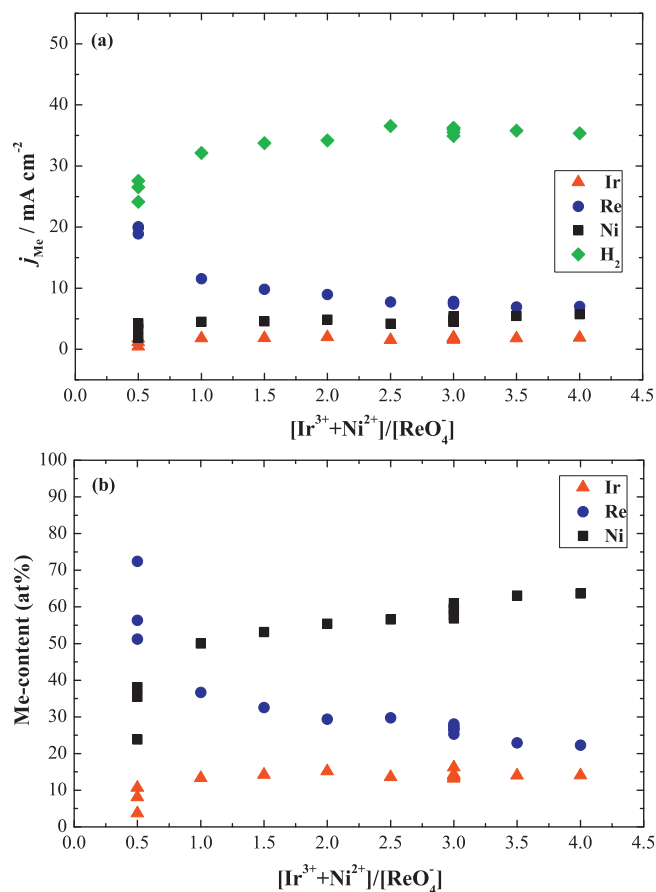 (a)
50
40
30
20
10
0
j_Me / mA cm⁻²
Ir
Re
Ni
H₂
0.0 0.5 1.0 1.5 2.0 2.5 3.0 3.5 4.0 4.5
[Ir³⁺+Ni²⁺]/[ReO₄⁻]
(b)
100
90
80
70
60
50
40
30
20
10
0
Me-content (at%)
Ir
Re
Ni
0.0 0.5 1.0 1.5 2.0 2.5 3.0 3.5 4.0 4.5
[Ir³⁺+Ni²⁺]/[ReO₄⁻]